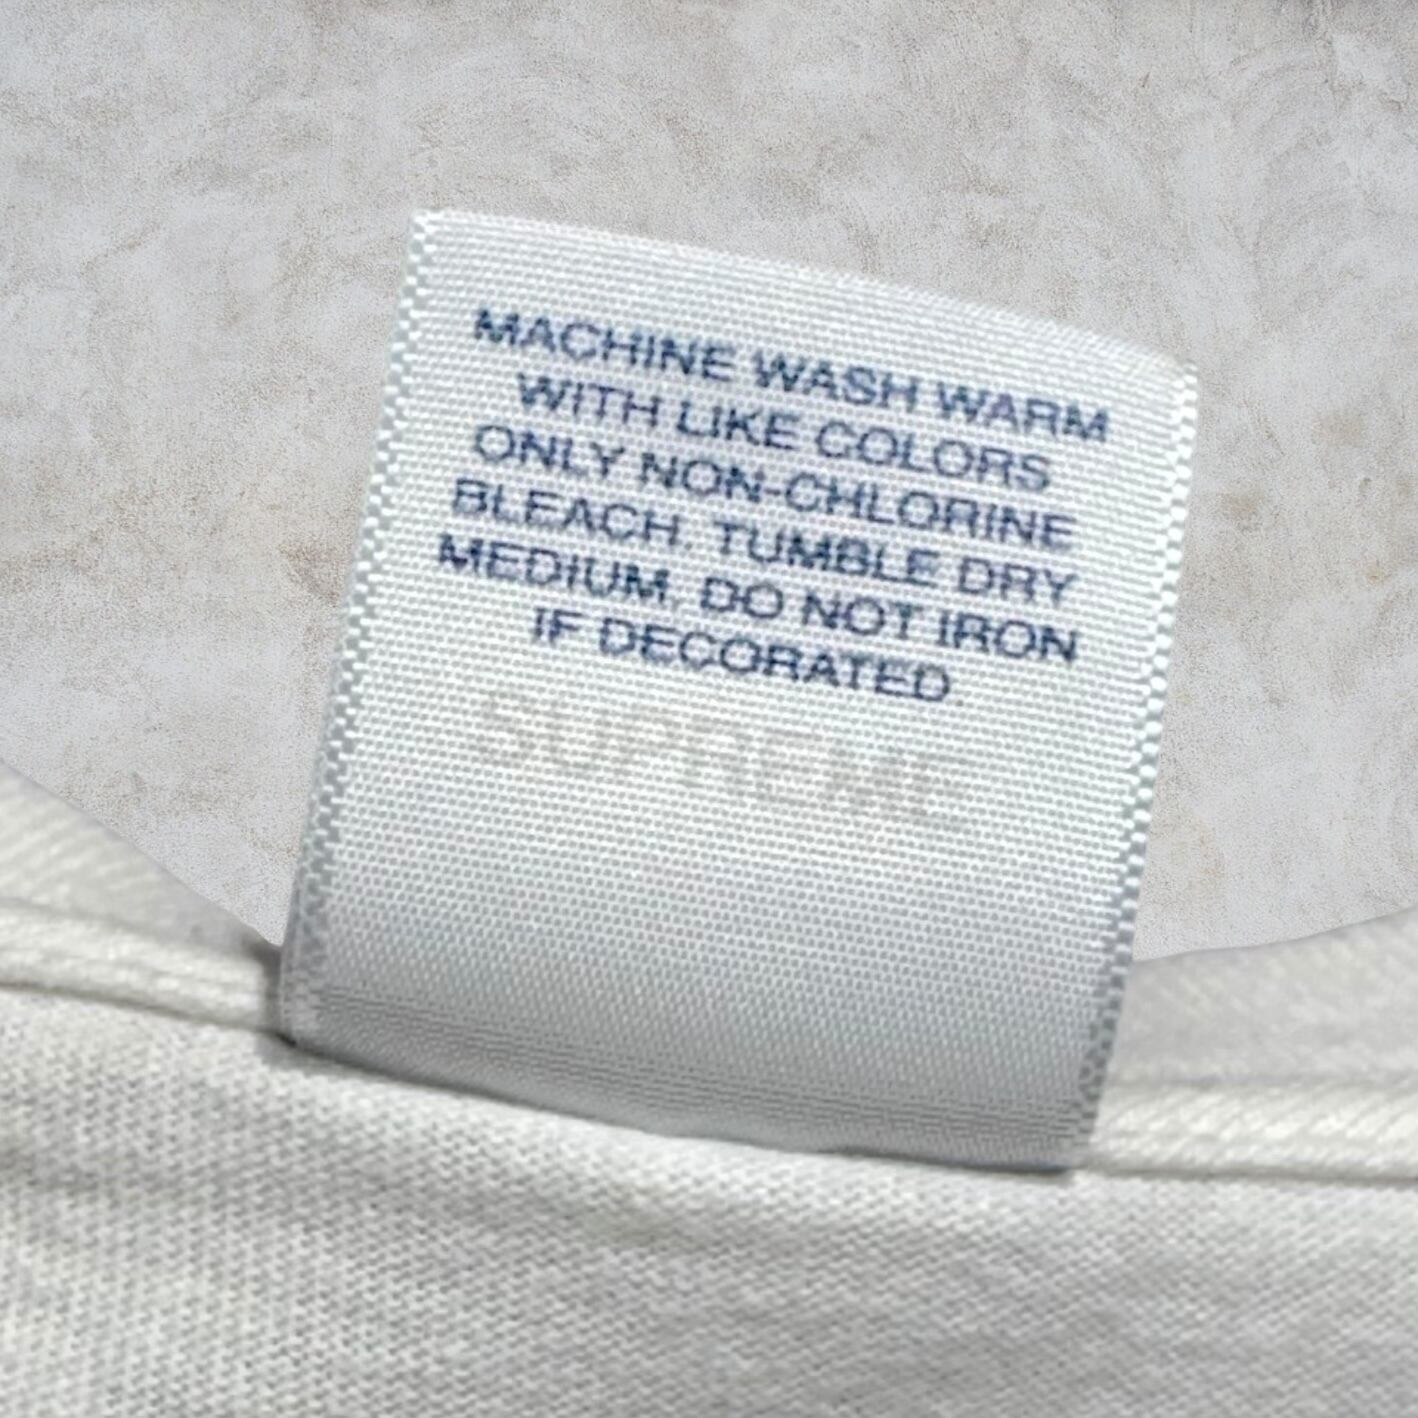 MACHINE WASH WARM
WITH LIKE COLORS
ONLY NON-CHLORINE
BLEACH. TUMBLE DRY
MEDIUM. DO NOT IRON
IF DECORATED
SUPREME